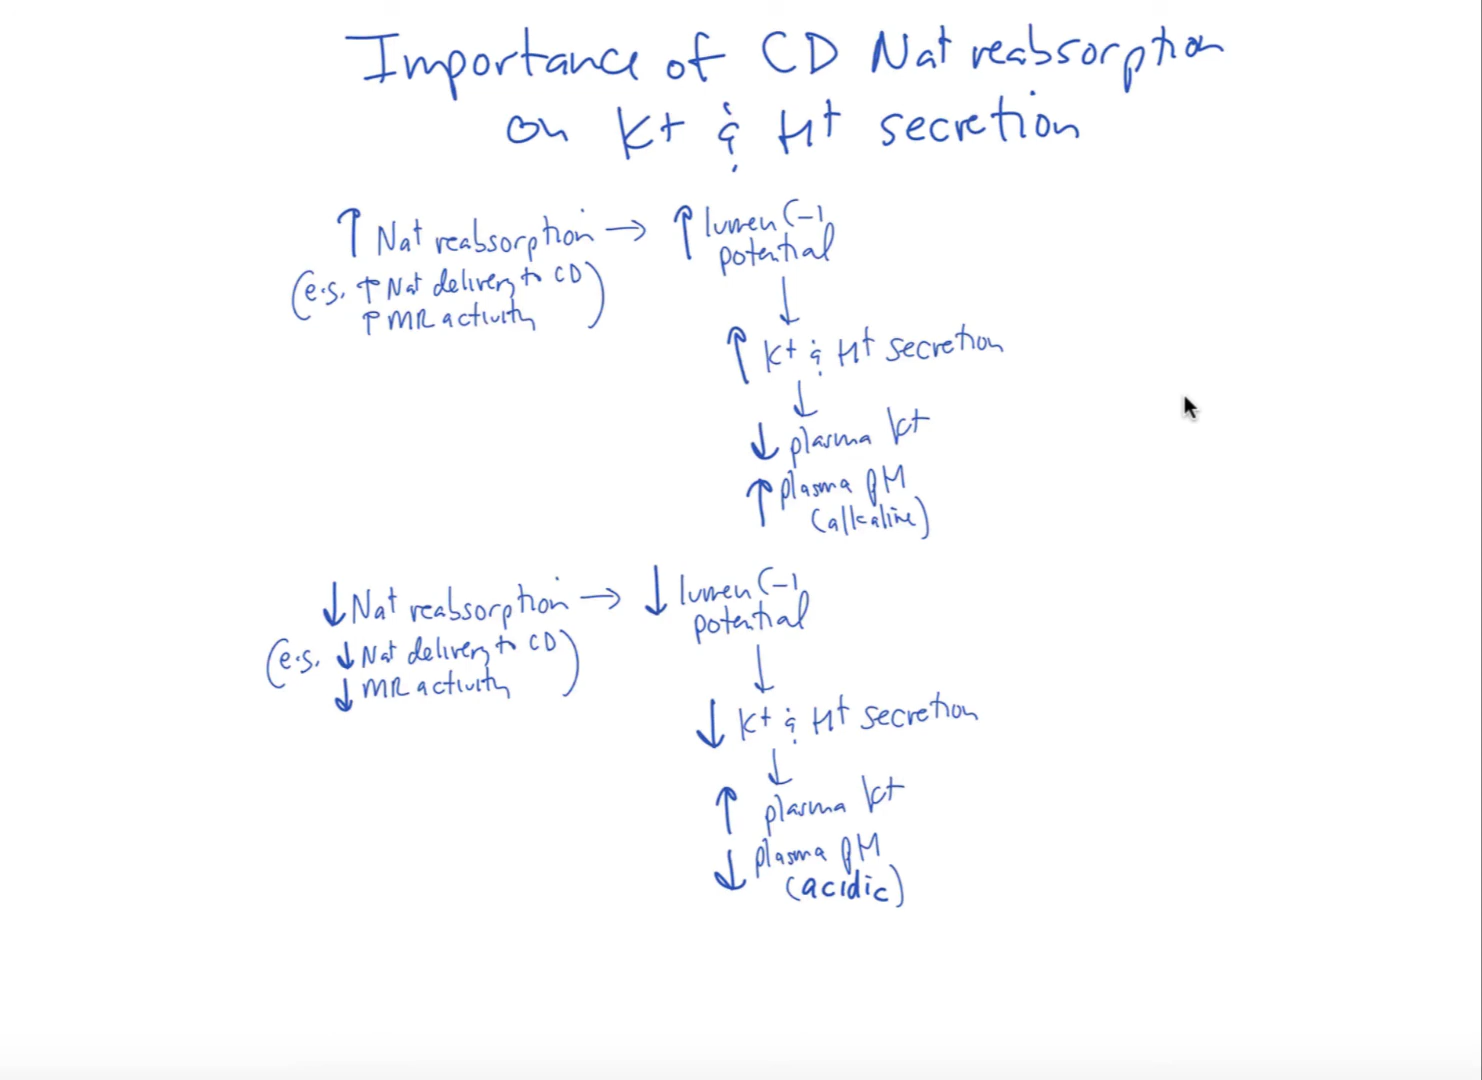 Importance of CD Na+ reabsorption
on K+ & H+ secretion
↑ Na+ reabsorption → ↑ lumen (-)
potential
(e.g. ↑ Na+ delivery to CD)
↑ MR activity
↓
↑ K+ & H+ secretion
↓
↓ plasma K+
↑ plasma pH
(alkaline)
↓ Na+ reabsorption → ↓ lumen (-)
potential
(e.g. ↓ Na+ delivery to CD)
↓ MR activity
↓
↓ K+ & H+ secretion
↓
↑ plasma K+
↓ plasma pH
(acidic)